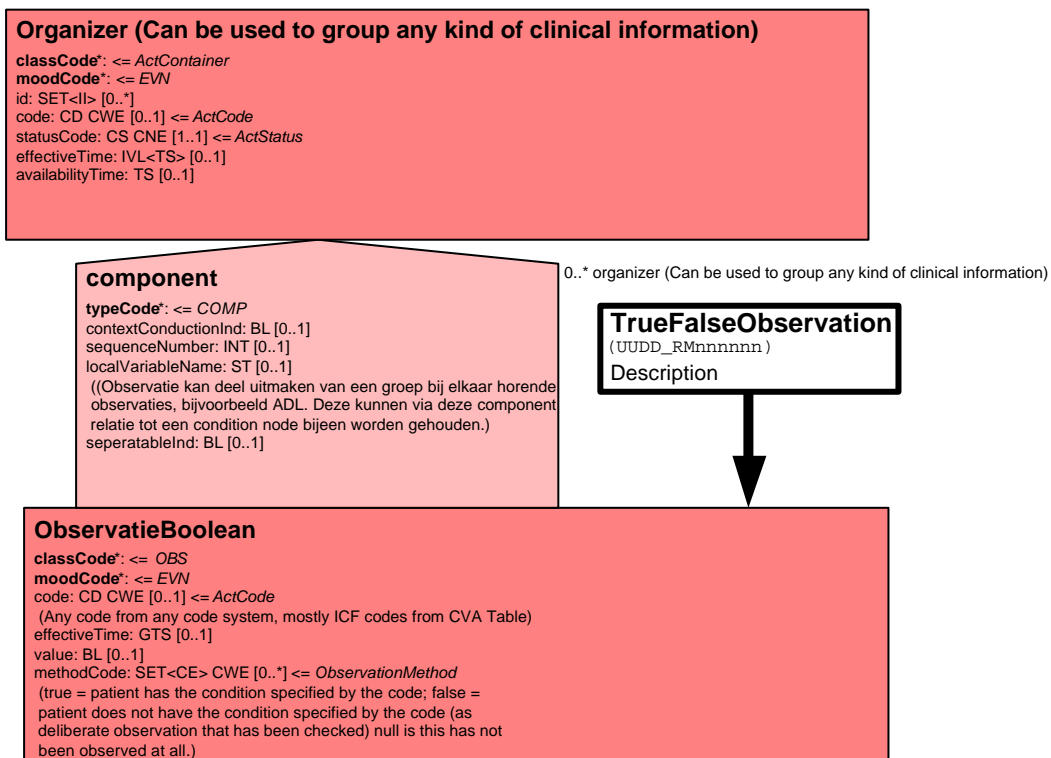 Organizer (Can be used to group any kind of clinical information)
classCode*: <= ActContainer
moodCode*: <= EVN
id: SET<II> [0..*]
code: CD CWE [0..1] <= ActCode
statusCode: CS CNE [1..1] <= ActStatus
effectiveTime: IVL<TS> [0..1]
availabilityTime: TS [0..1]
component
typeCode*: <= COMP
contextConductionInd: BL [0..1]
sequenceNumber: INT [0..1]
localVariableName: ST [0..1]
((Observatie kan deel uitmaken van een groep bij elkaar horende
observaties, bijvoorbeeld ADL. Deze kunnen via deze component
relatie tot een condition node bijeen worden gehouden.)
seperatableInd: BL [0..1]
0..* organizer (Can be used to group any kind of clinical information)
TrueFalseObservation
(UUDD_RMnnnnnn)
Description
ObservatieBoolean
classCode*: <= OBS
moodCode*: <= EVN
code: CD CWE [0..1] <= ActCode
(Any code from any code system, mostly ICF codes from CVA Table)
effectiveTime: GTS [0..1]
value: BL [0..1]
methodCode: SET<CE> CWE [0..*] <= ObservationMethod
(true = patient has the condition specified by the code; false =
patient does not have the condition specified by the code (as
deliberate observation that has been checked) null is this has not
been observed at all.)